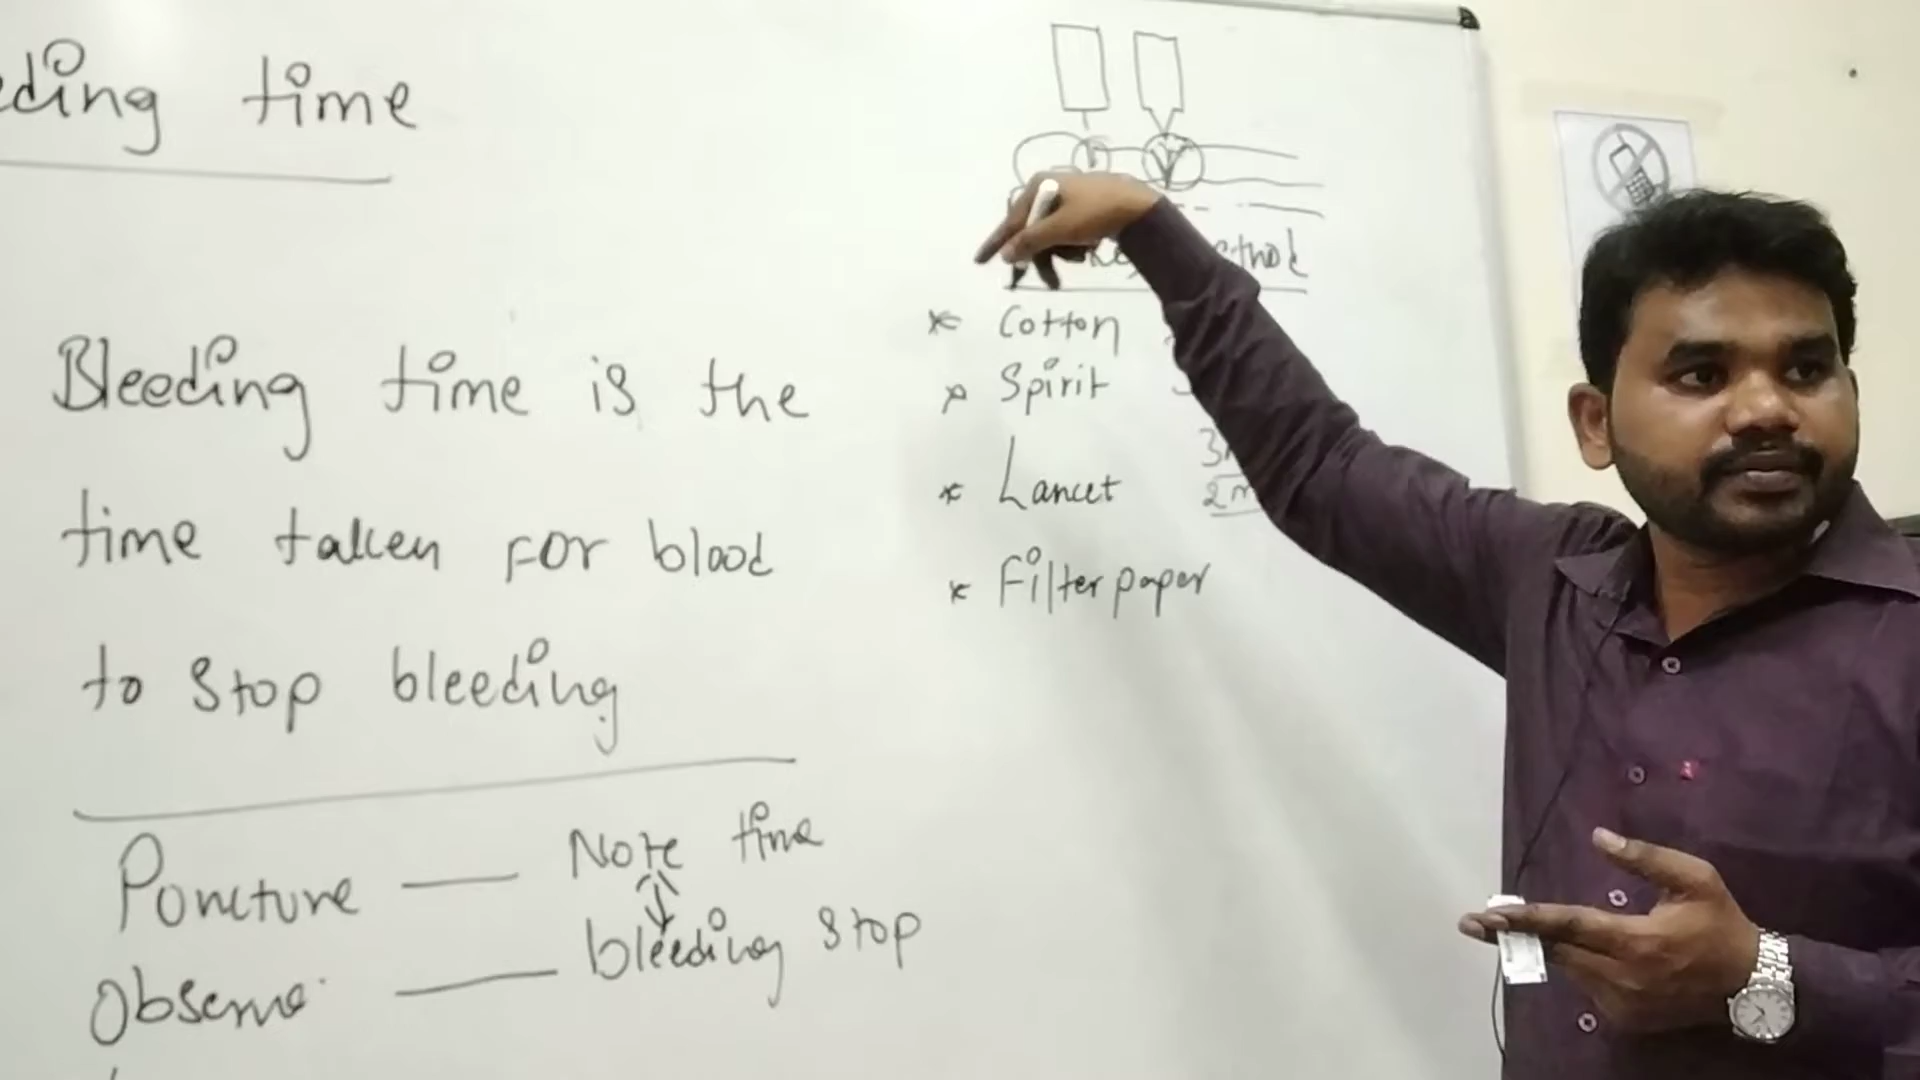 eding time
Bleeding time is the
time taken for blood
to stop bleeding
Poncture — Note time
Observe — bleeding stop
* Cotton
* Spirit
* Lancet
* Filter paper